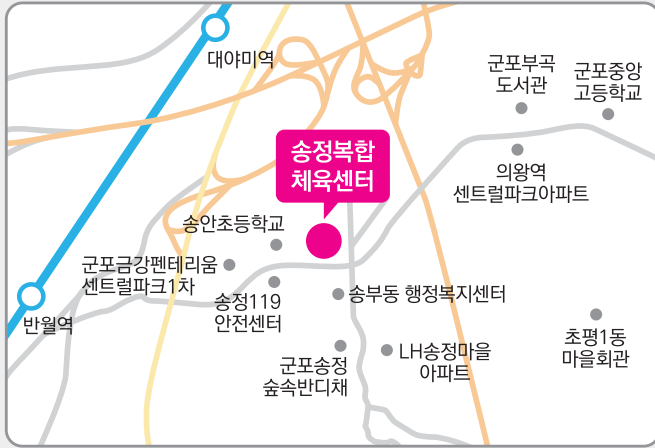 대야미역
군포부곡
도서관
군포중앙
고등학교
송정복합
체육센터
의왕역
센트럴파크아파트
송안초등학교
군포금강펜테리움
센트럴파크1차
송정119
안전센터
송부동 행정복지센터
반월역
초평1동
마을회관
군포송정
숲속반디채
LH송정마을
아파트